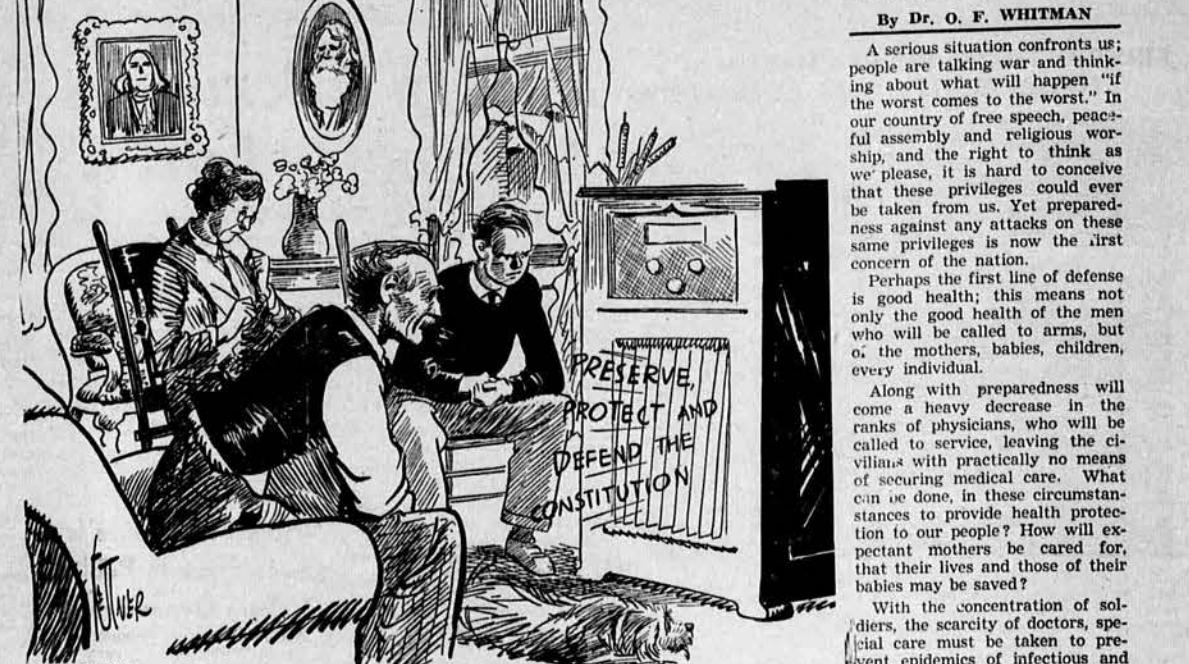 PRESERVE,
PROTECT AND
DEFEND THE
CONSTITUTION
By Dr. O. F. WHITMAN
A serious situation confronts us;
people are talking war and think-
ing about what will happen "if
the worst comes to the worst." In
our country of free speech, peace-
ful assembly and religious wor-
ship, and the right to think as
we please, it is hard to conceive
that these privileges could ever
be taken from us. Yet prepared-
ness against any attacks on these
same privileges is now the first
concern of the nation.
Perhaps the first line of defense
is good health; this means not
only the good health of the men
who will be called to arms, but
of the mothers, babies, children,
every individual.
Along with preparedness will
come a heavy decrease in the
ranks of physicians, who will be
called to service, leaving the ci-
vilians with practically no means
of securing medical care. What
can be done, in these circumstan-
stances to provide health protec-
tion to our people? How will ex-
pectant mothers be cared for,
that their lives and those of their
babies may be saved?
With the concentration of sol-
diers, the scarcity of doctors, spe-
cial care must be taken to pre-
vent epidemics of infectious and